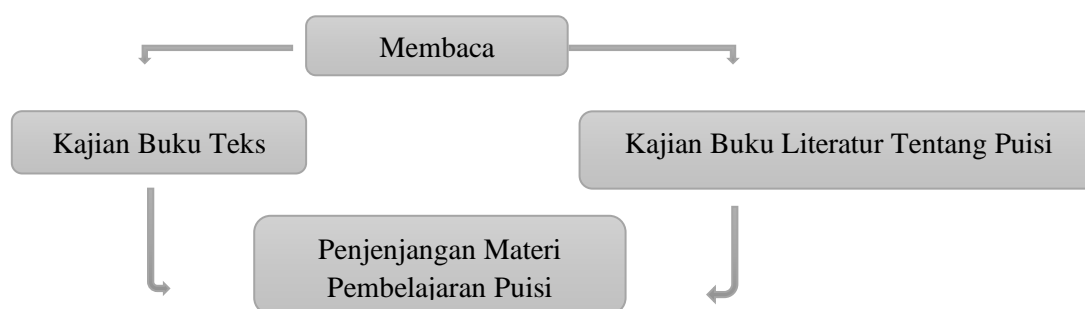 Membaca
Kajian Buku Teks
Kajian Buku Literatur Tentang Puisi
Penjenjangan Materi
Pembelajaran Puisi